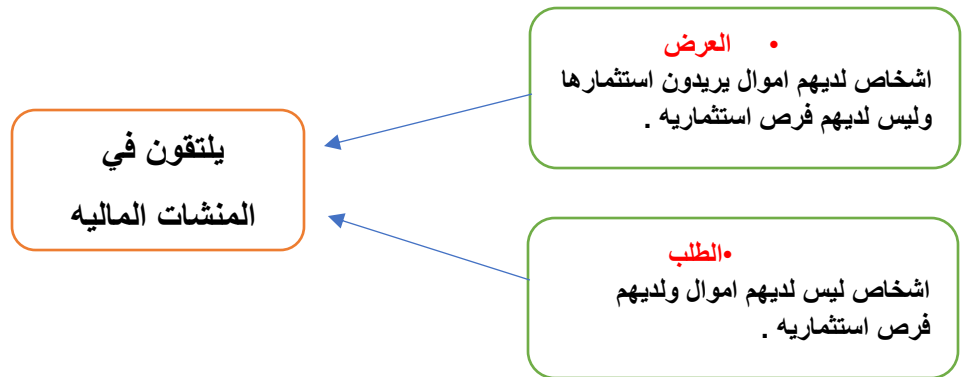 • العرض
اشخاص لديهم اموال يريدون استثمارها
وليس لديهم فرص استثماريه .
يلتقون في
المنشات الماليه
•الطلب
اشخاص ليس لديهم اموال ولديهم
فرص استثماريه .